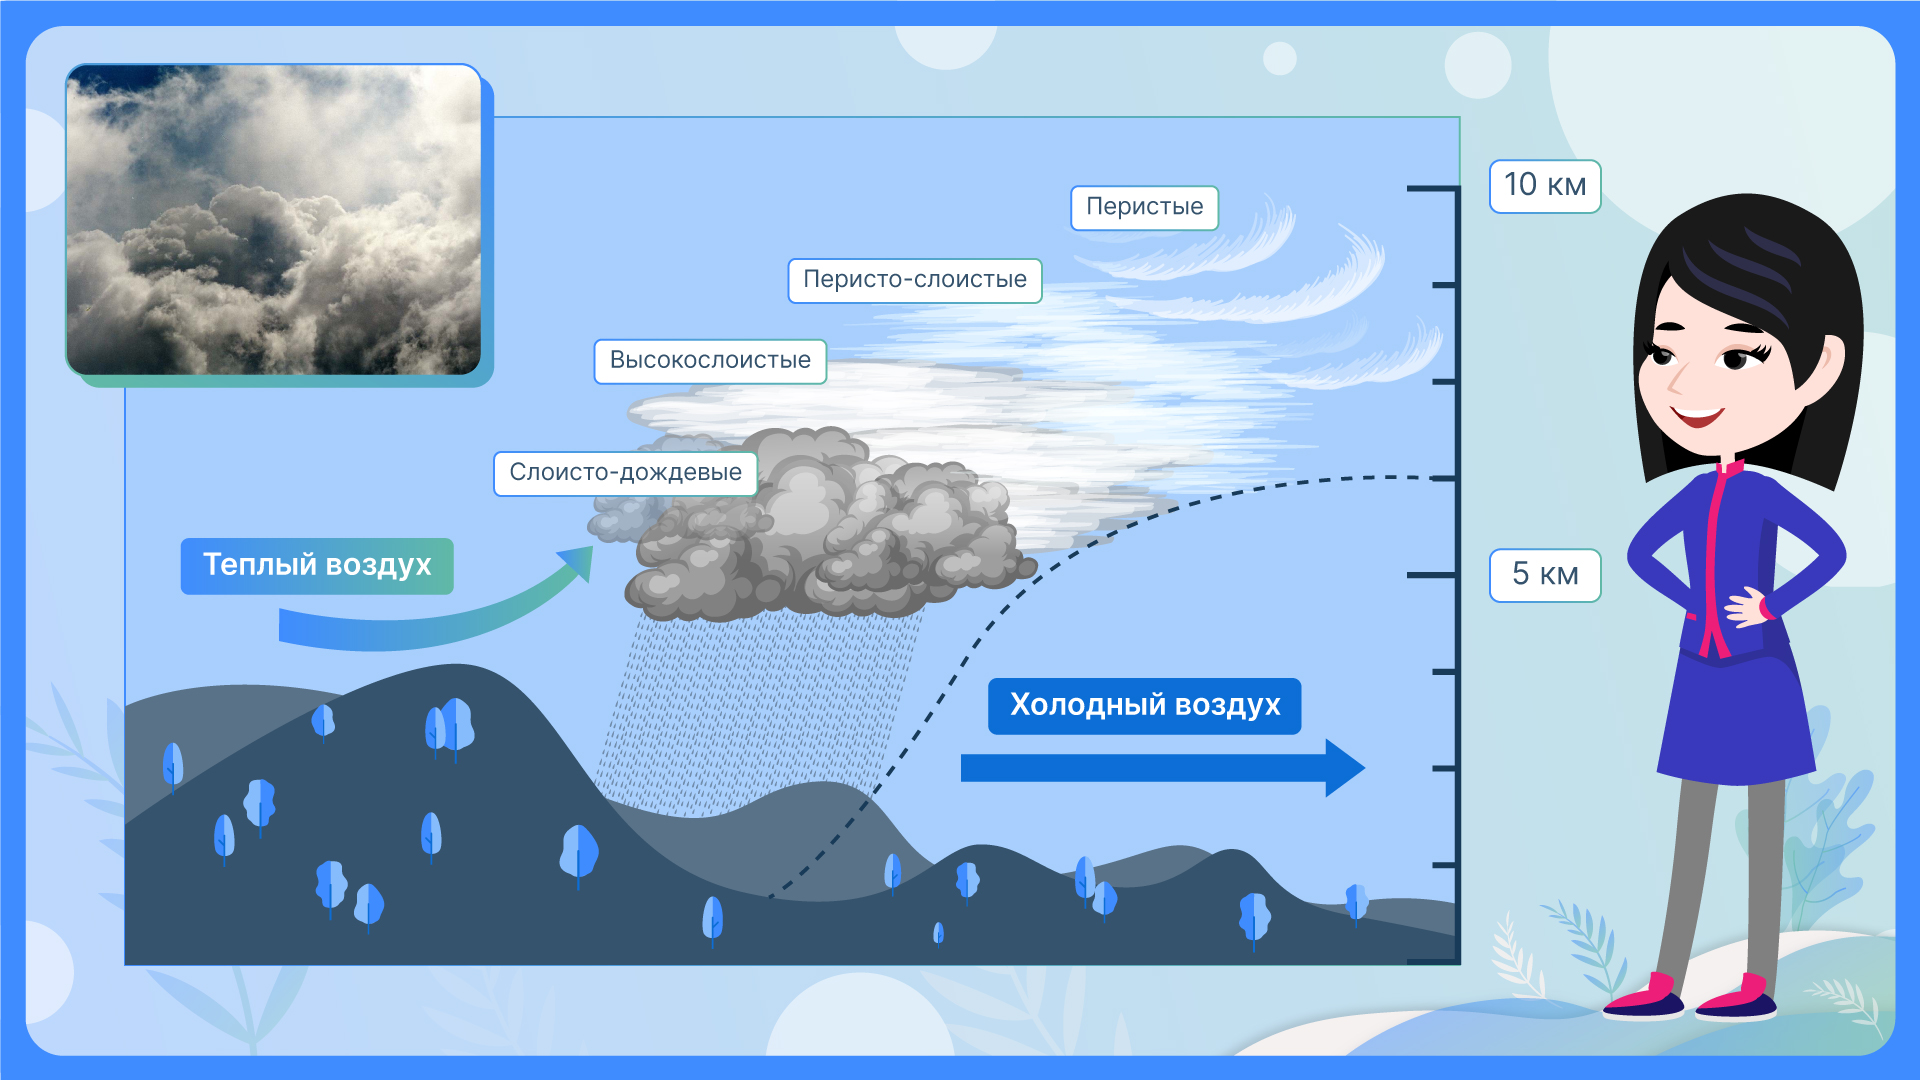 10 км
Перистые
Перисто-слоистые
Высокослоистые
Слоисто-дождевые
Теплый воздух
5 км
Холодный воздух